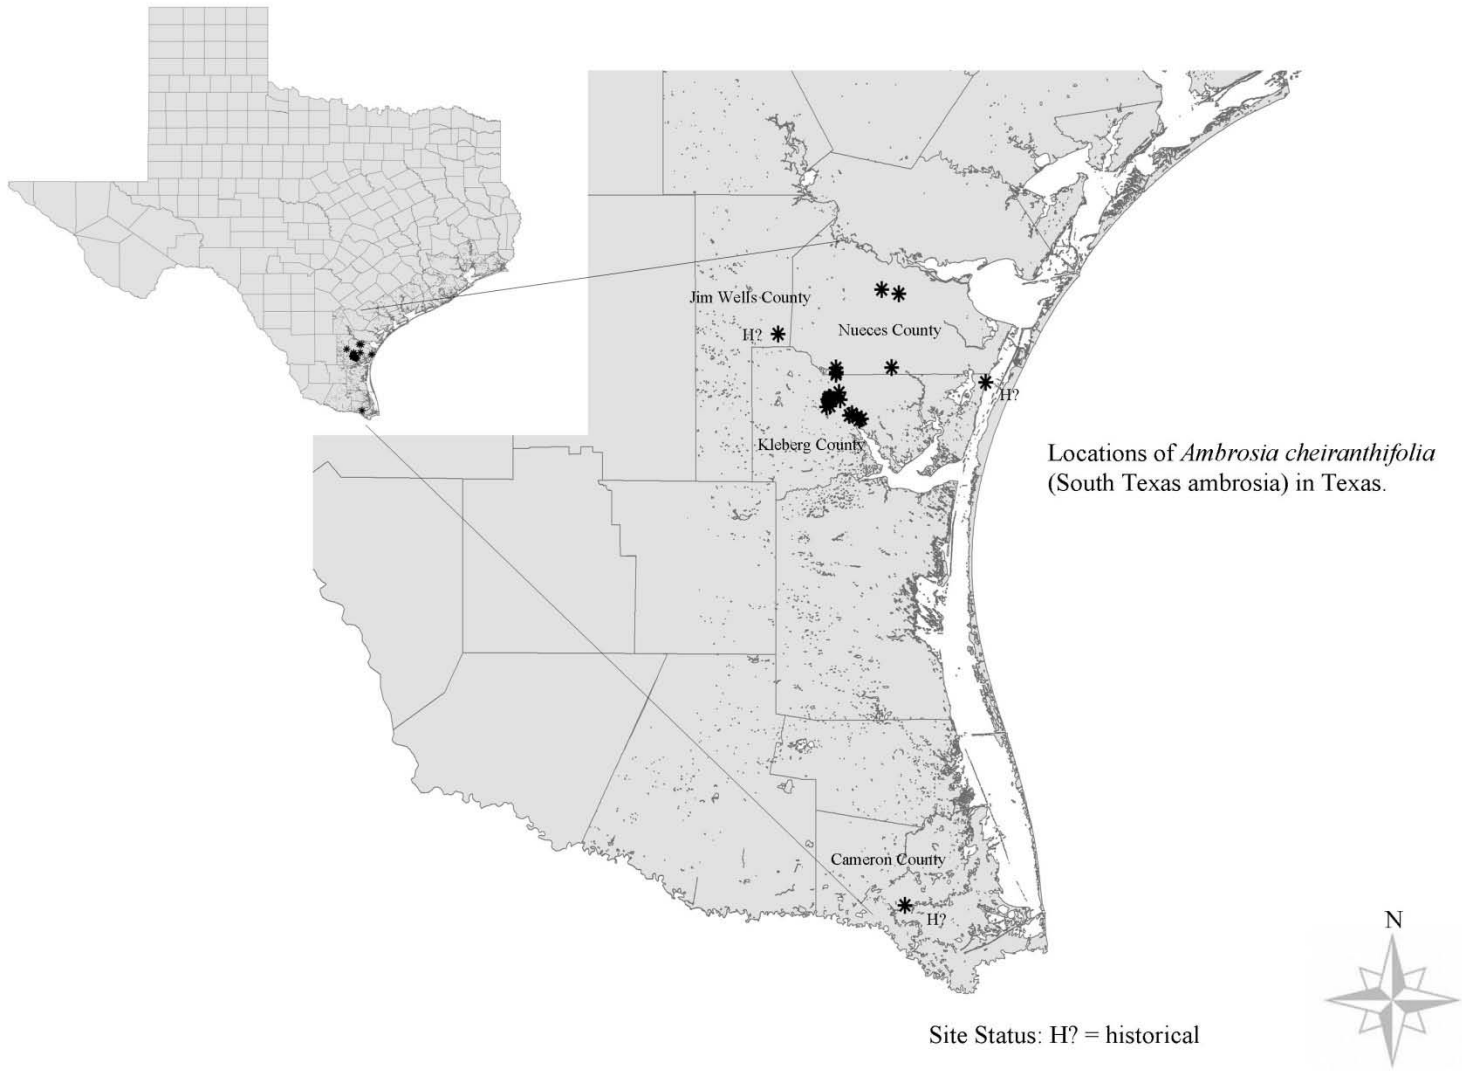 Jim Wells County
H?
Nueces County
H?
Kleberg County
Locations of Ambrosia cheiranthifolia
(South Texas ambrosia) in Texas.
Cameron County
H?
N
Site Status: H? = historical